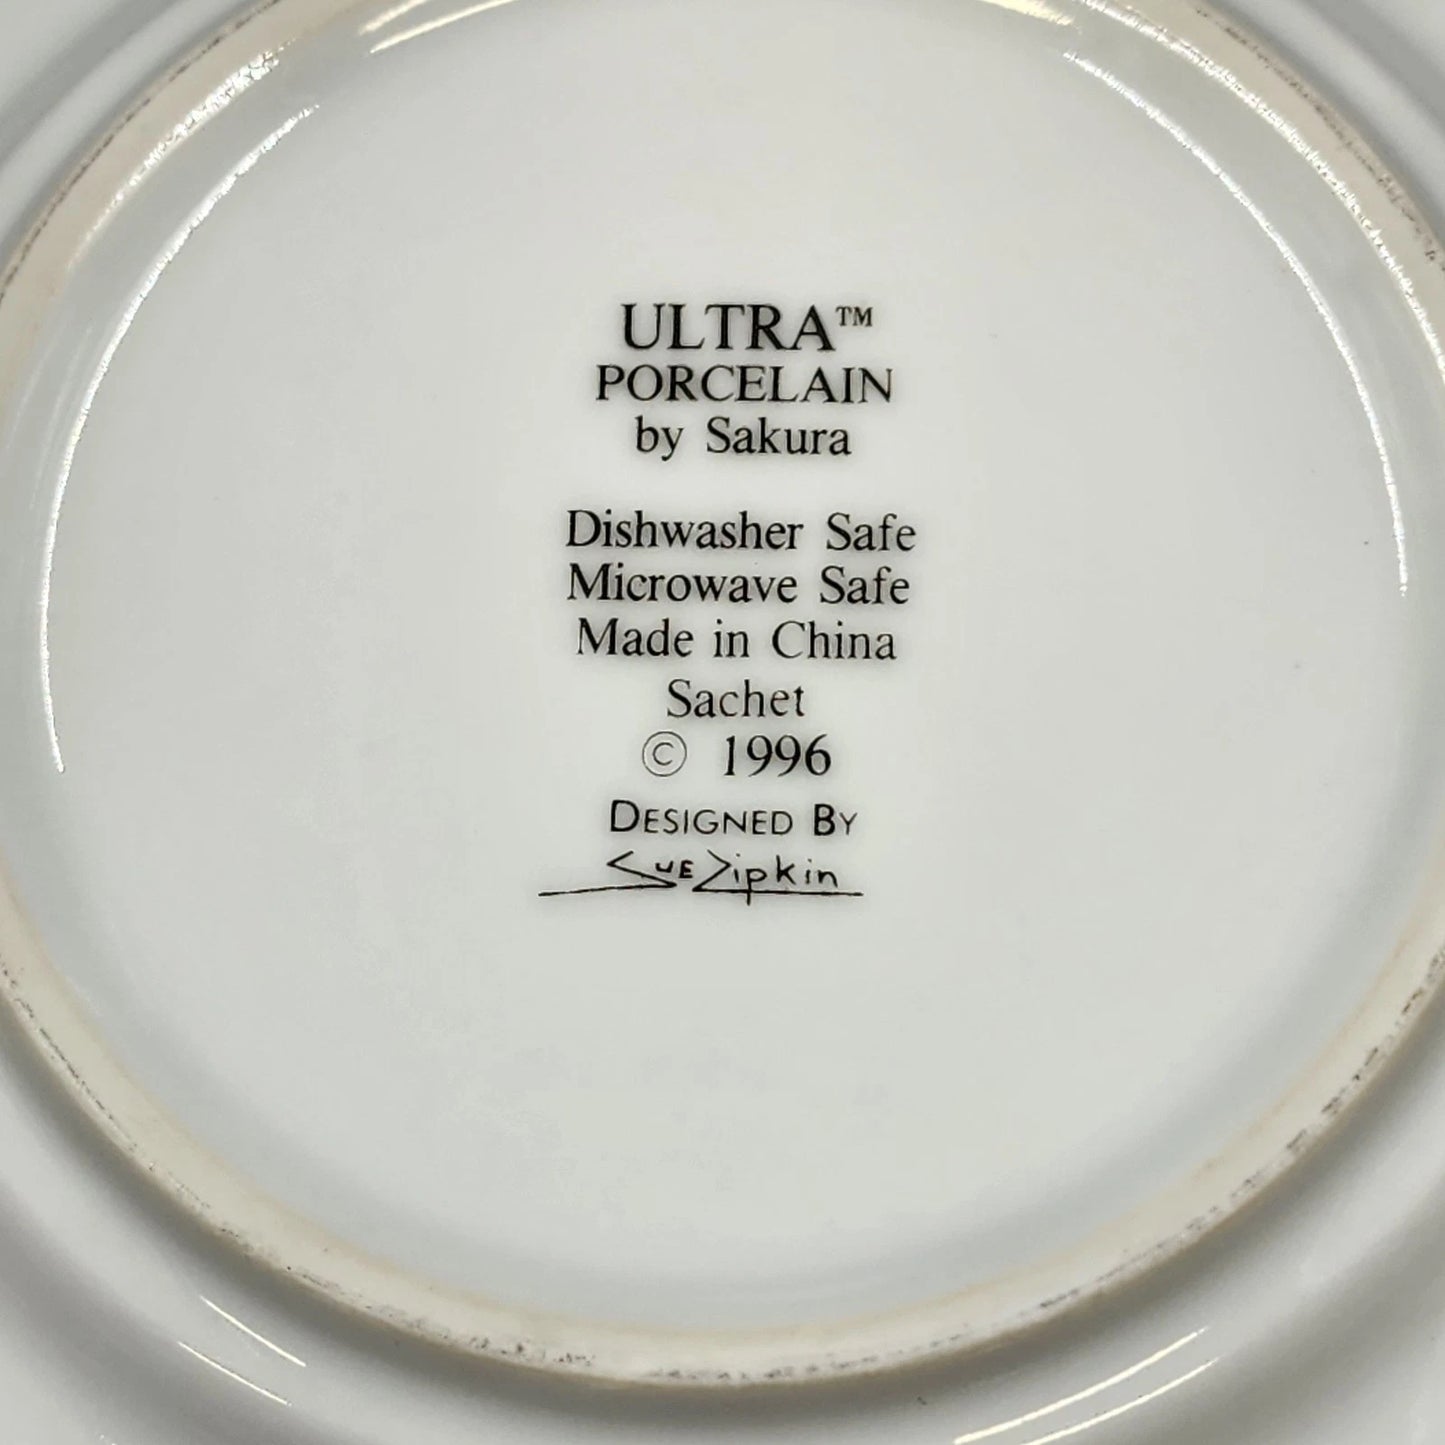 ULTRA™
PORCELAIN
by Sakura
Dishwasher Safe
Microwave Safe
Made in China
Sachet
© 1996
DESIGNED BY
Sue Zipkin